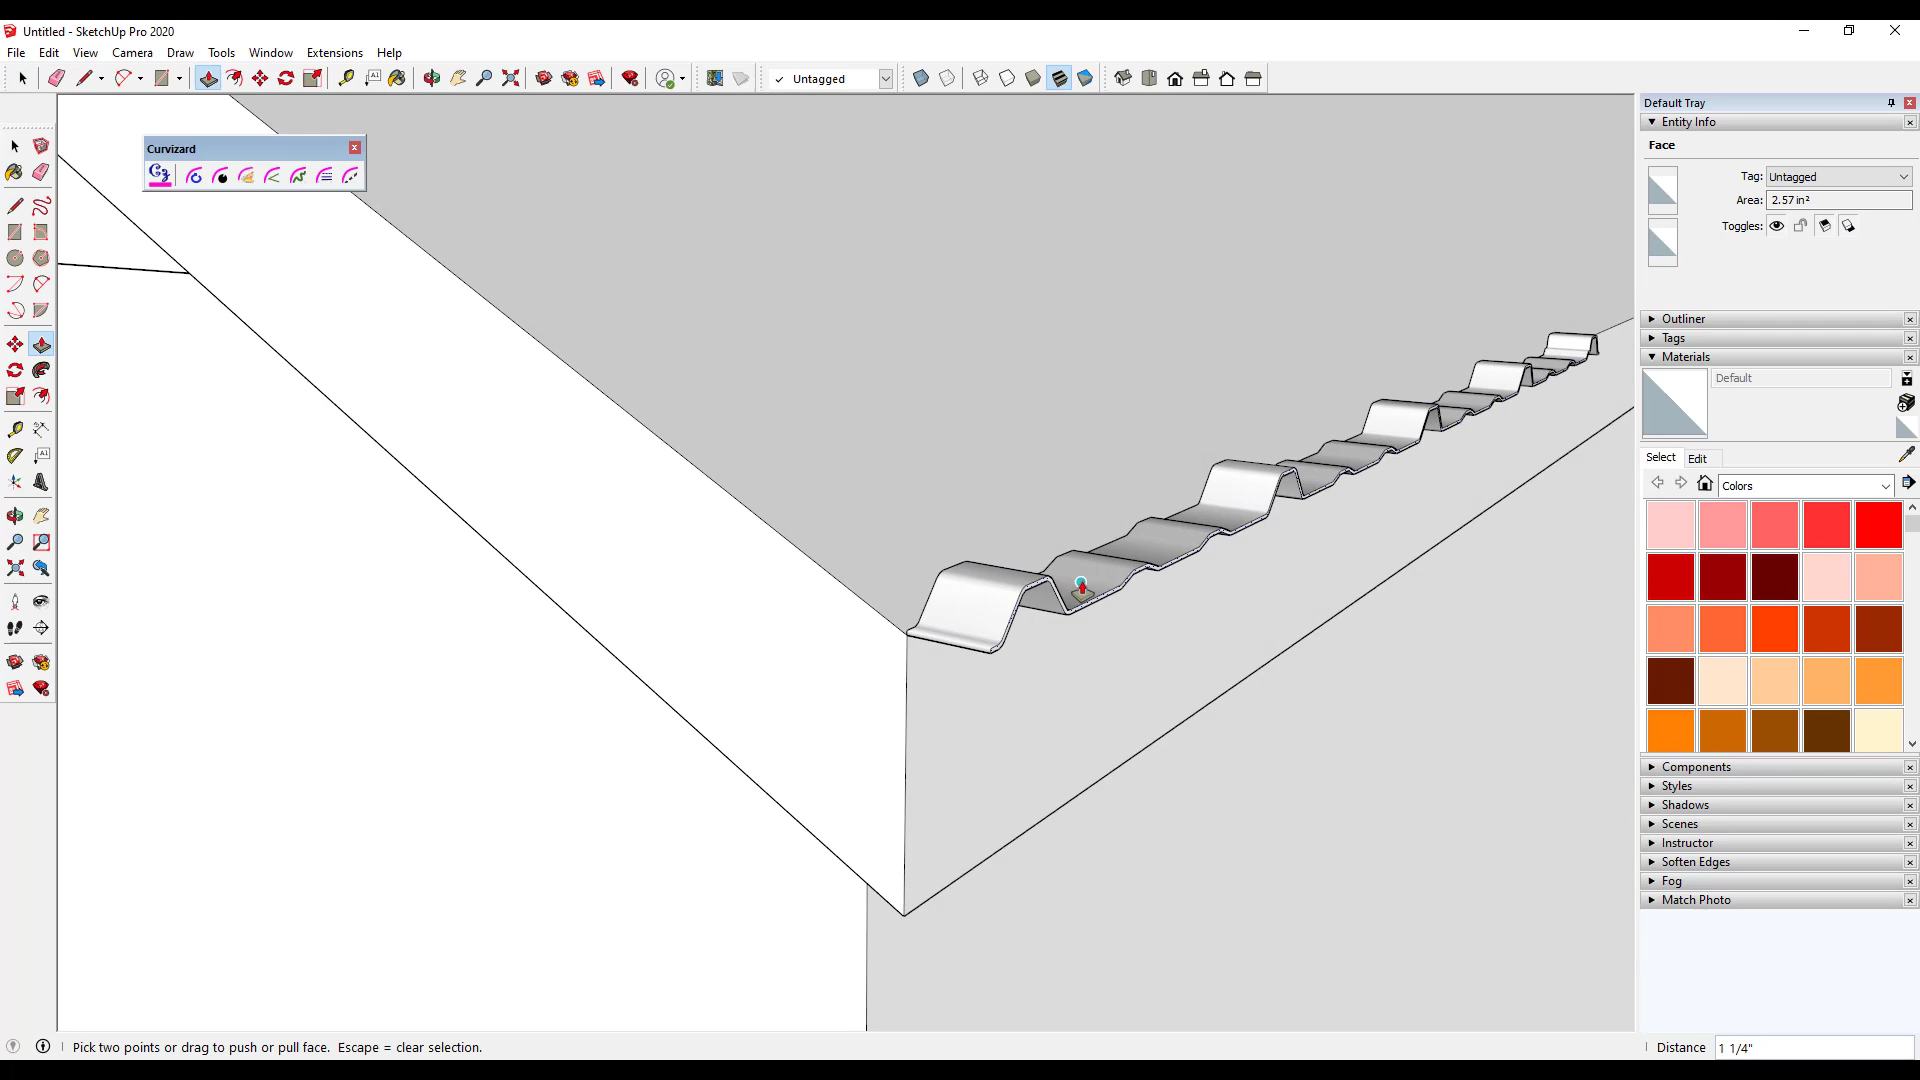 Untitled - SketchUp Pro 2020
File Edit View Camera Draw Tools Window Extensions Help
A1 ✓ Untagged
Default Tray
Entity Info
Face
Tag: Untagged
Area: 2.57 in²
Toggles:
Curvizard
Outliner
Tags
Materials
Default
A1
Select Edit
Colors
Components
Styles
Shadows
Scenes
Instructor
Soften Edges
Fog
Match Photo
Pick two points or drag to push or pull face. Escape = clear selection.
Distance 1 1/4"